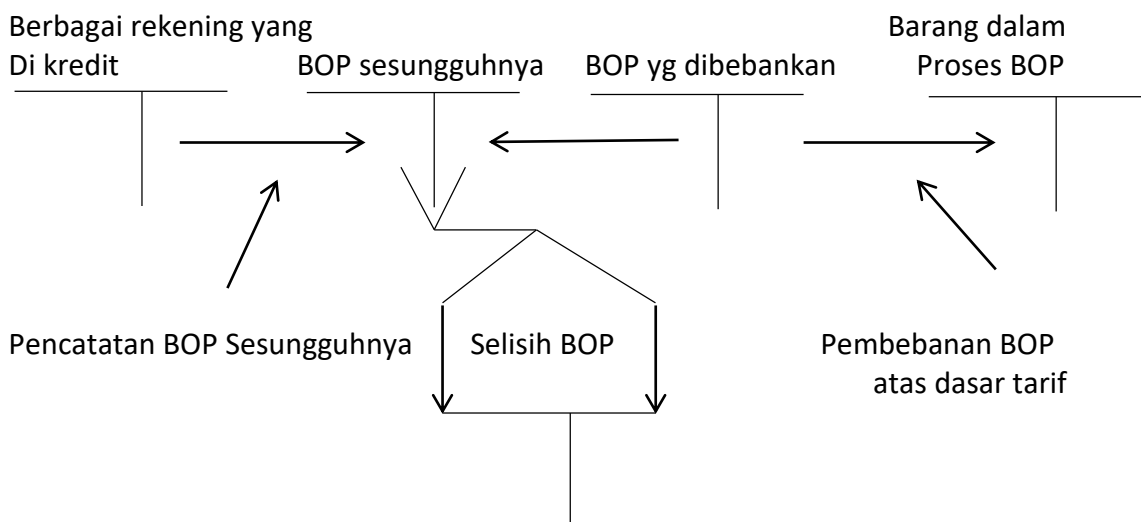 Berbagai rekening yang
Di kredit
BOP sesungguhnya
BOP yg dibebankan
Barang dalam
Proses BOP
Pencatatan BOP Sesungguhnya
Selisih BOP
Pembebanan BOP
atas dasar tarif